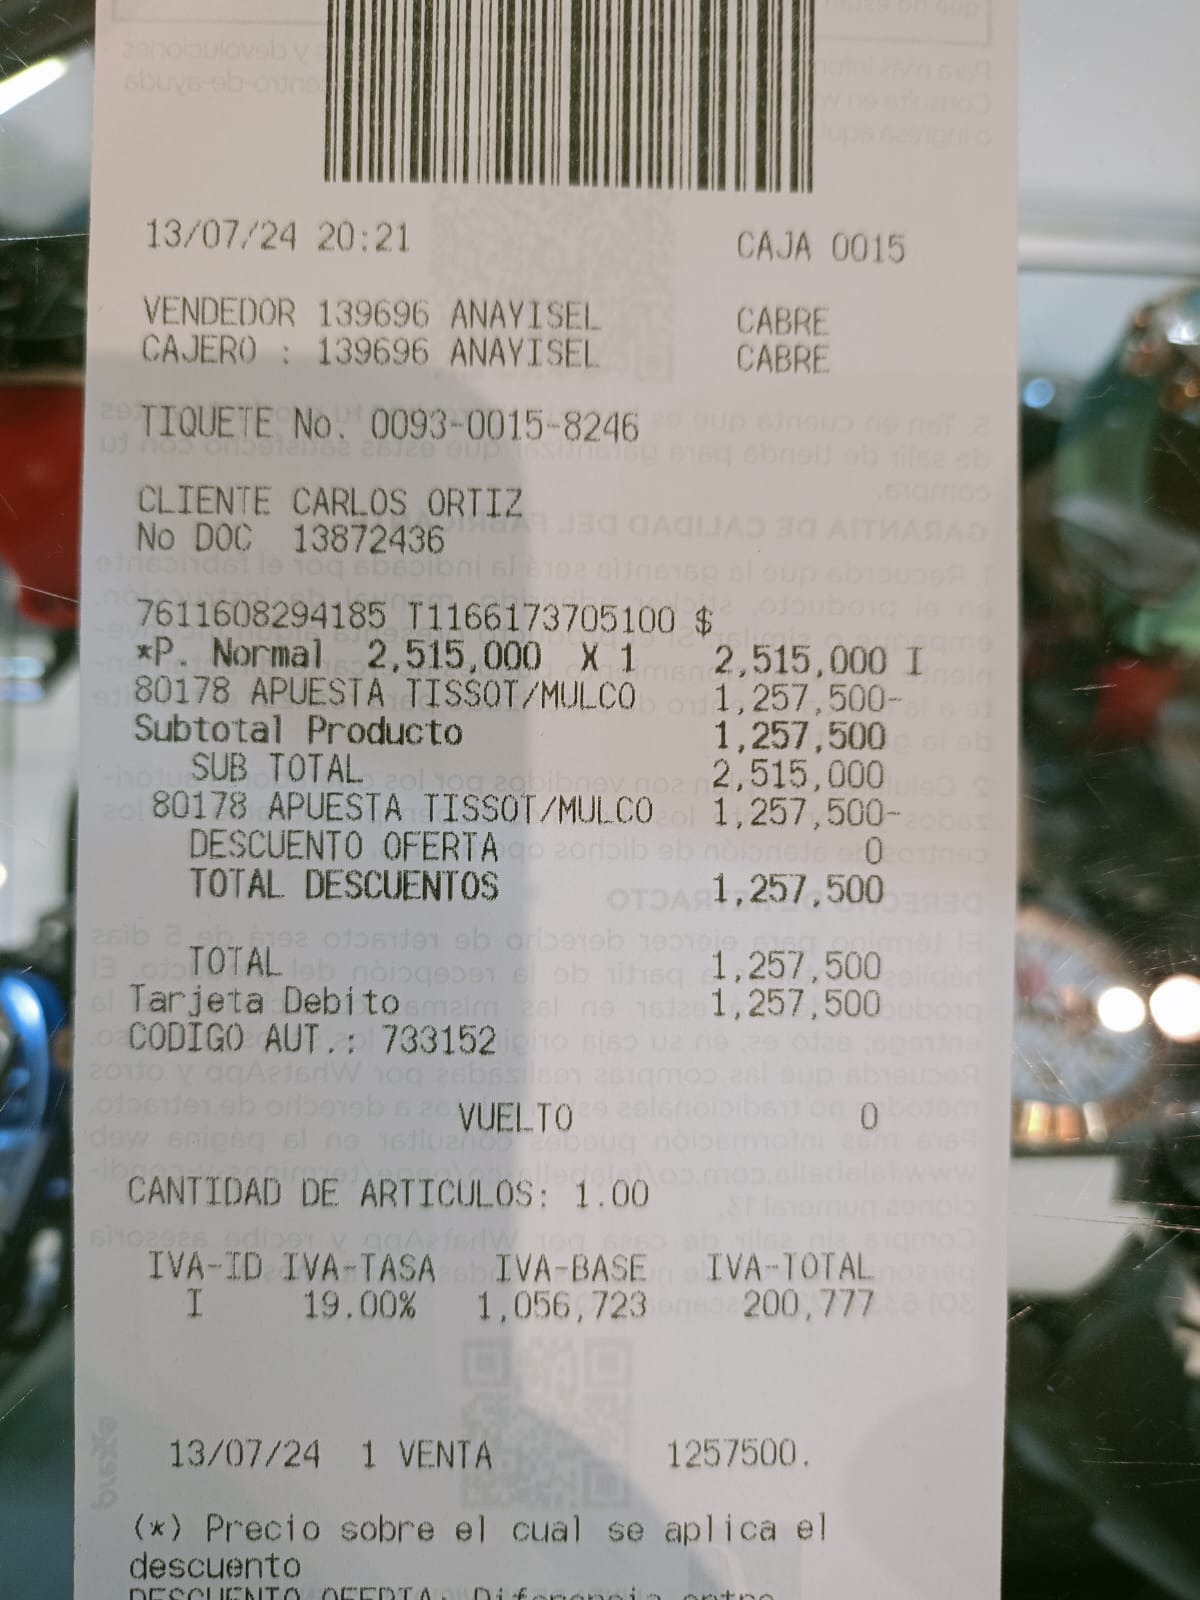 13/07/24 20:21 CAJA 0015
VENDEDOR 139696 ANAYISEL CABRE
CAJERO : 139696 ANAYISEL CABRE
TIQUETE No. 0093-0015-8246
CLIENTE CARLOS ORTIZ
No DOC 13872436
7611608294185 T1166173705100 $
*P. Normal 2,515,000 X 1 2,515,000 I
80178 APUESTA TISSOT/MULCO 1,257,500-
Subtotal Producto 1,257,500
SUB TOTAL 2,515,000
80178 APUESTA TISSOT/MULCO 1,257,500-
DESCUENTO OFERTA 0
TOTAL DESCUENTOS 1,257,500
TOTAL 1,257,500
Tarjeta Debito 1,257,500
CODIGO AUT.: 733152
VUELTO 0
CANTIDAD DE ARTICULOS: 1.00
IVA-ID IVA-TASA IVA-BASE IVA-TOTAL
I 19.00% 1,056,723 200,777
13/07/24 1 VENTA 1257500.
(*) Precio sobre el cual se aplica el
descuento
DESCUENTO OFERTA: Diferencia entre